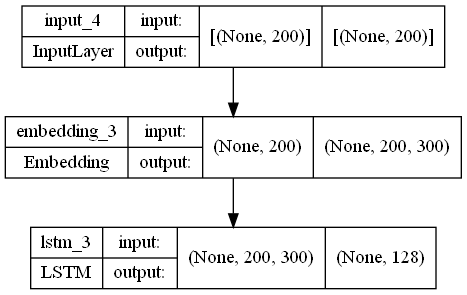 input_4 input: [(None, 200)] [(None, 200)]
InputLayer output:
embedding_3 input: (None, 200) (None, 200, 300)
Embedding output:
lstm_3 input: (None, 200, 300) (None, 128)
LSTM output: